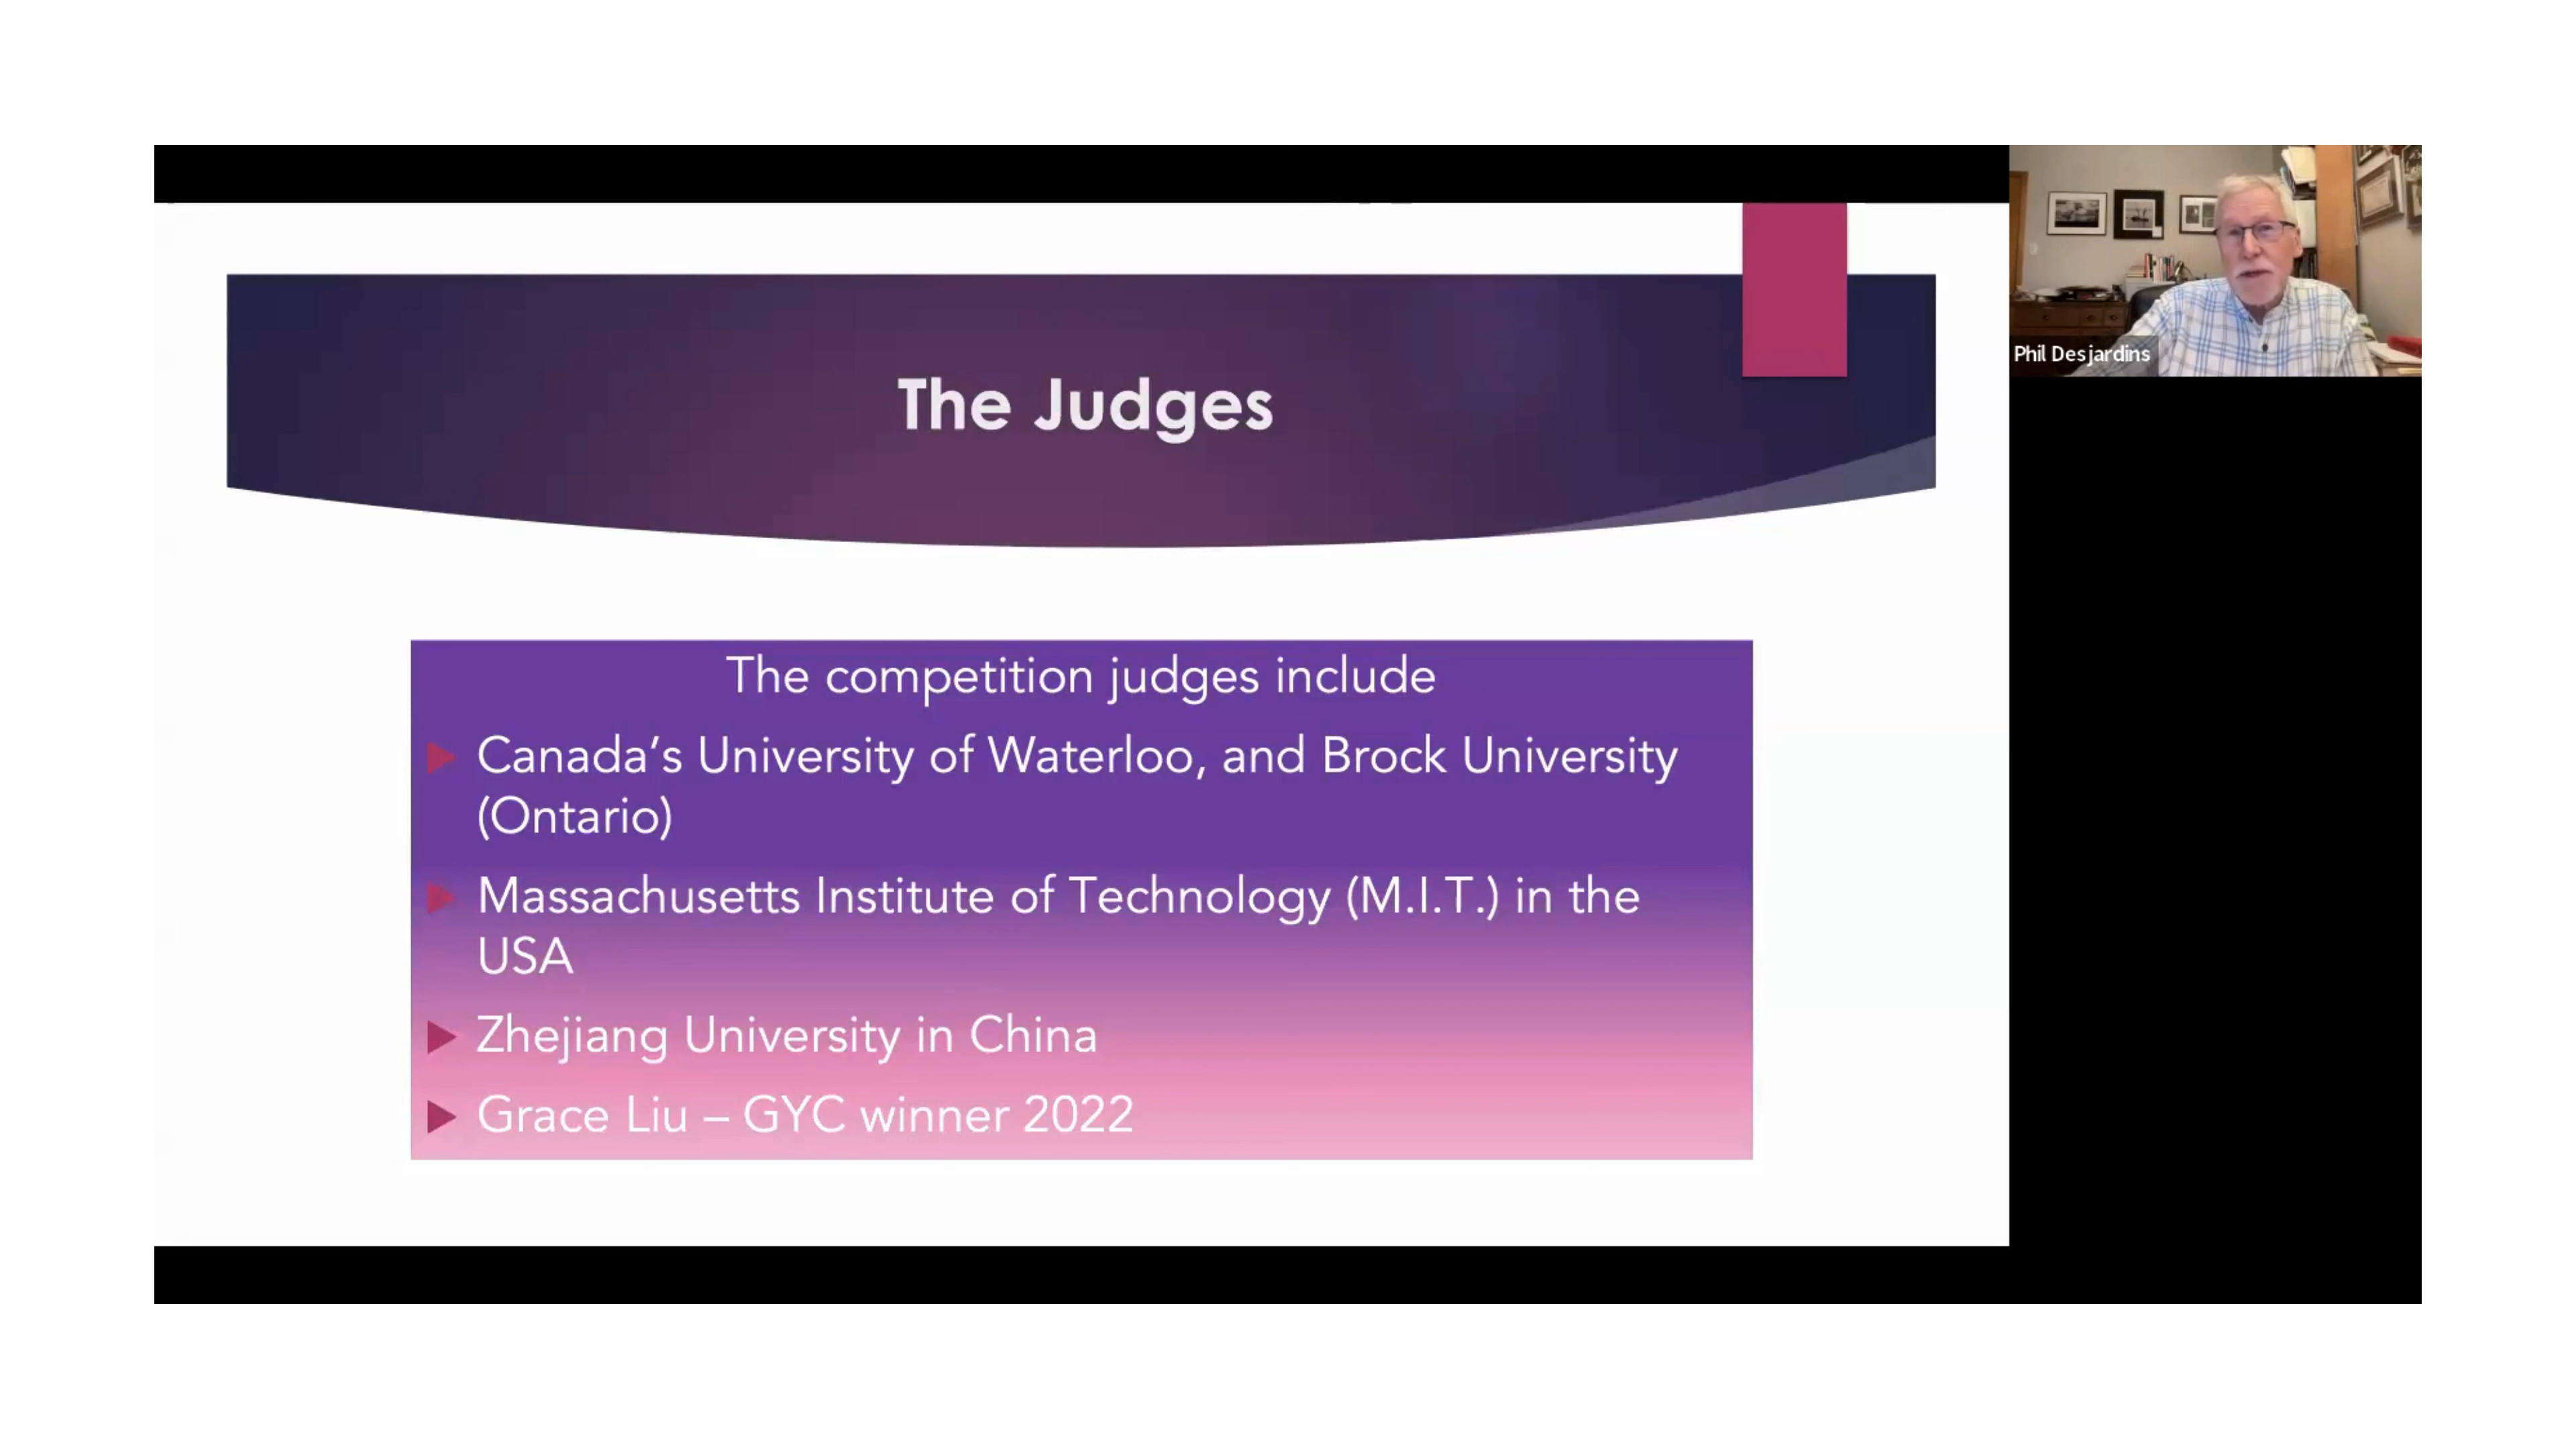 The Judges
Phil Desjardins
The competition judges include
Canada's University of Waterloo, and Brock University
(Ontario)
Massachusetts Institute of Technology (M.I.T.) in the
USA
Zhejiang University in China
Grace Liu – GYC winner 2022